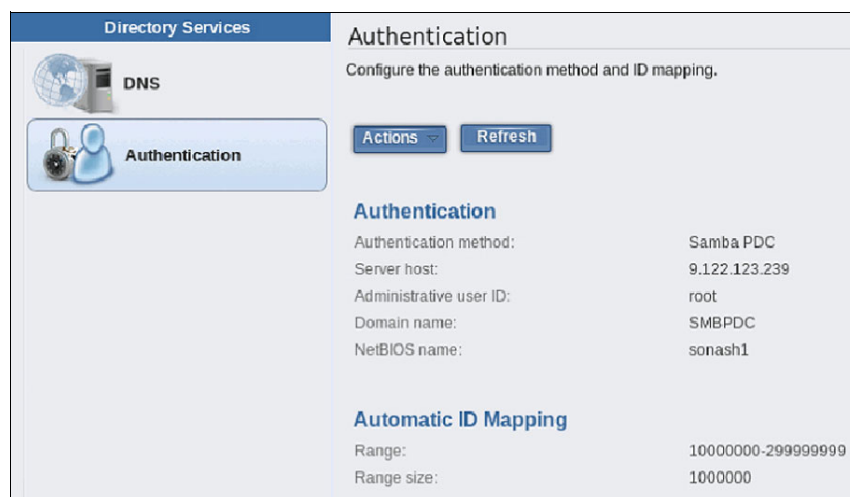 Directory Services
DNS
Authentication
Authentication
Configure the authentication method and ID mapping.
Actions
Refresh
Authentication
Authentication method: Samba PDC
Server host: 9.122.123.239
Administrative user ID: root
Domain name: SMBPDC
NetBIOS name: sonash1
Automatic ID Mapping
Range: 10000000-299999999
Range size: 1000000